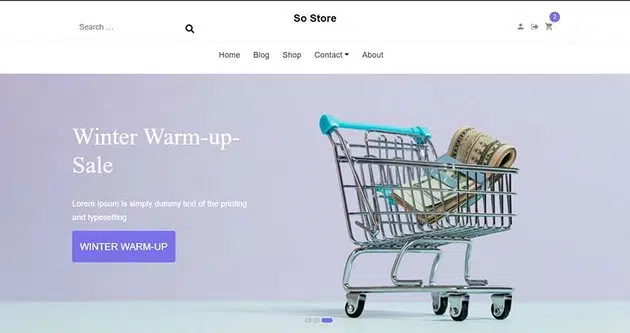 So Store
Search ...
2
Home Blog Shop Contact About
Winter Warm-up-
Sale
Lorem Ipsum is simply dummy text of the printing
and typesetting
WINTER WARM-UP